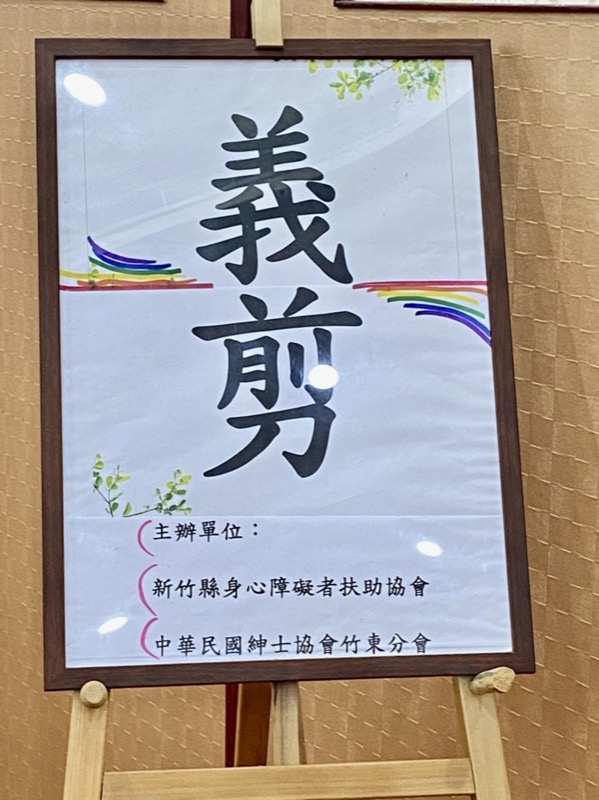 義剪
主辦單位：
新竹縣身心障礙者扶助協會
中華民國紳士協會竹東分會